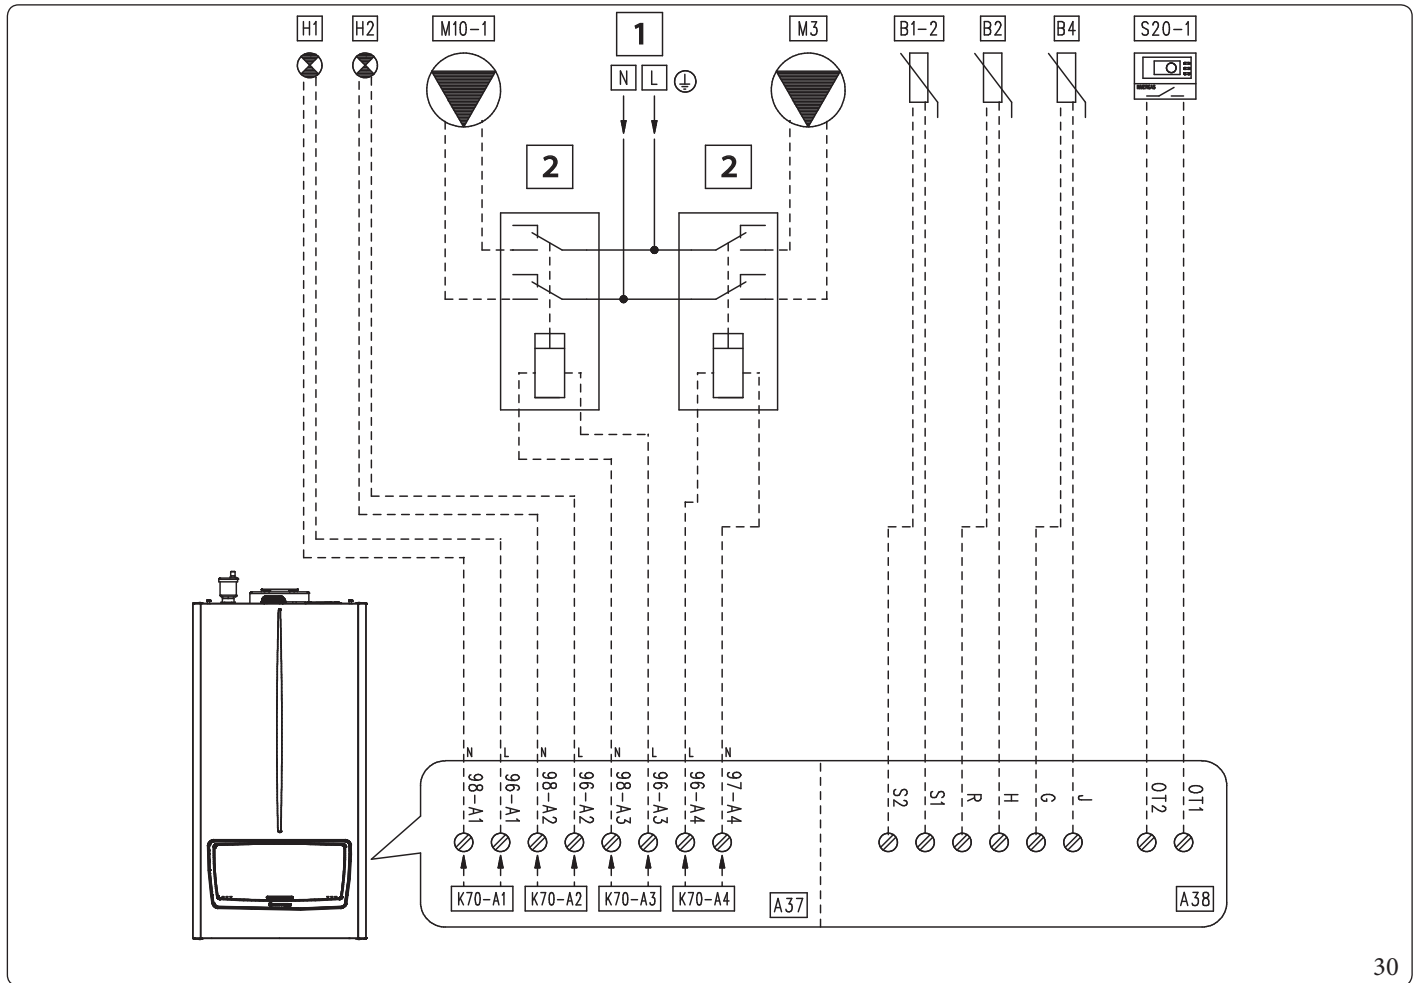 H1 H2 M10-1 1 M3 B1-2 B2 B4 S20-1
N L
2 2
N L N L N L L N
98-A1 96-A1 98-A2 96-A2 98-A3 96-A3 96-A4 97-A4 S2 S1 R H G J OT2 OT1
K70-A1 K70-A2 K70-A3 K70-A4 A37 A38
30